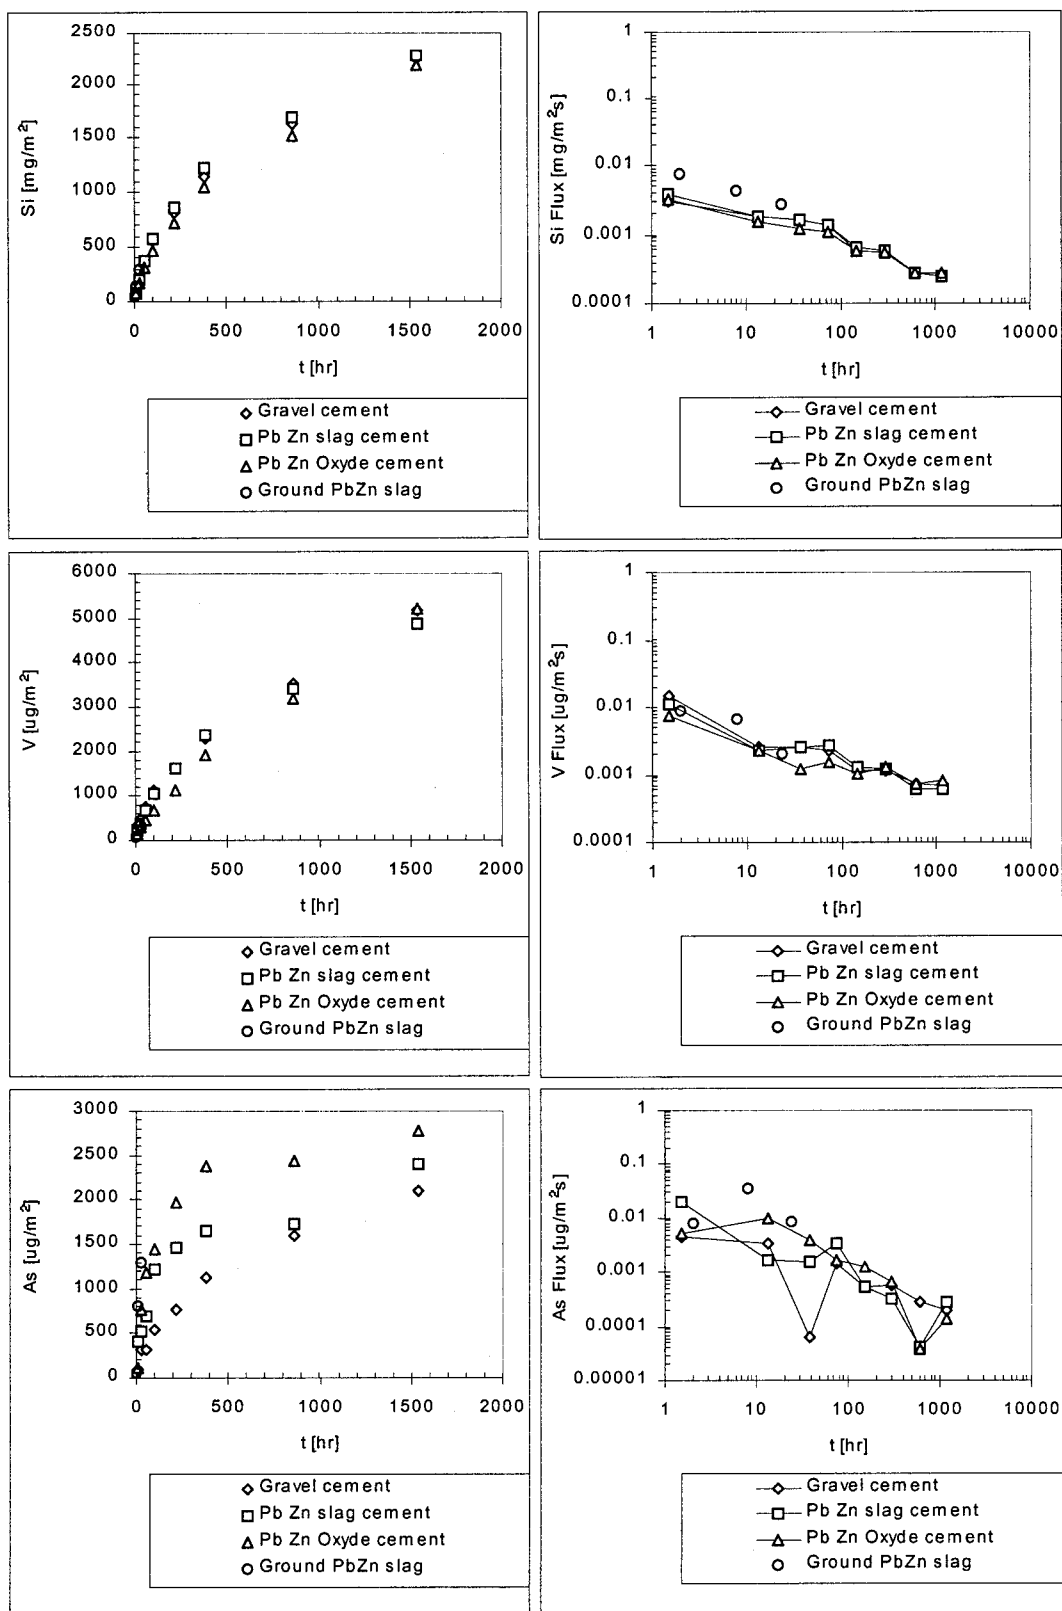 2500
2000
1500
1000
500
0
Si [mg/m²]
0 500 1000 1500 2000
t [hr]
Gravel cement
Pb Zn slag cement
Pb Zn Oxyde cement
Ground PbZn slag
1
0.1
0.01
0.001
0.0001
Si Flux [mg/m²s]
1 10 100 1000 10000
t [hr]
Gravel cement
Pb Zn slag cement
Pb Zn Oxyde cement
Ground PbZn slag
6000
5000
4000
3000
2000
1000
0
V [ug/m²]
0 500 1000 1500 2000
t [hr]
Gravel cement
Pb Zn slag cement
Pb Zn Oxyde cement
Ground PbZn slag
1
0.1
0.01
0.001
0.0001
V Flux [ug/m²s]
1 10 100 1000 10000
t [hr]
Gravel cement
Pb Zn slag cement
Pb Zn Oxyde cement
Ground PbZn slag
3000
2500
2000
1500
1000
500
0
As [ug/m²]
0 500 1000 1500 2000
t [hr]
Gravel cement
Pb Zn slag cement
Pb Zn Oxyde cement
Ground PbZn slag
1
0.1
0.01
0.001
0.0001
0.00001
As Flux [ug/m²s]
1 10 100 1000 10000
t [hr]
Gravel cement
Pb Zn slag cement
Pb Zn Oxyde cement
Ground PbZn slag